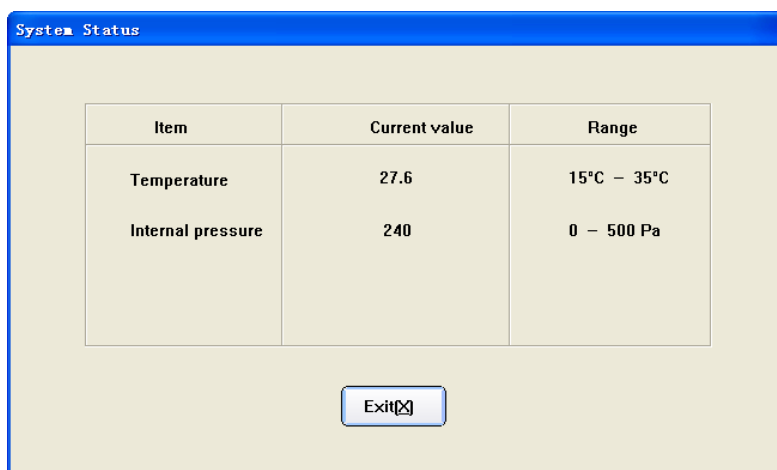 System Status
Item Current value Range
Temperature 27.6 15°C – 35°C
Internal pressure 240 0 – 500 Pa
Exit(X)